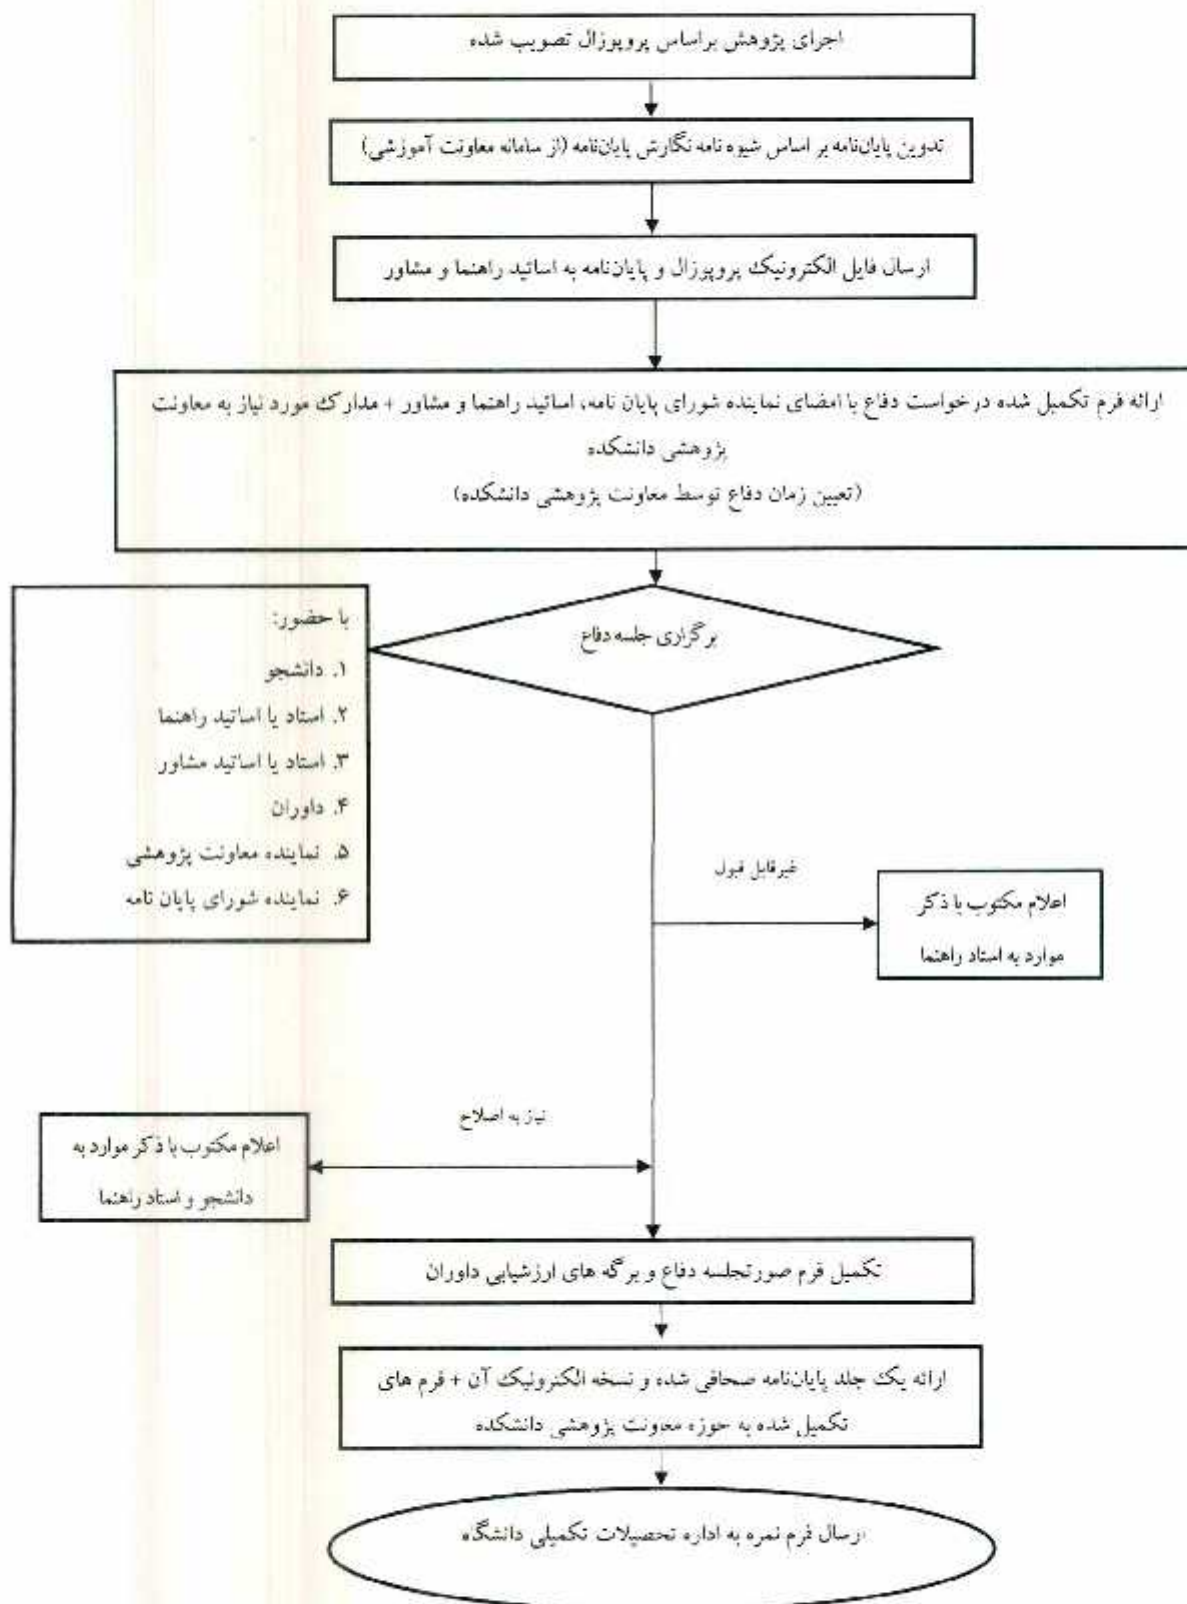 اجرای پژوهش براساس پروپوزال تصویب شده
تدوین پایان‌نامه بر اساس شیوه نامه نگارش پایان‌نامه (از سامانه معاونت آموزشی)
ارسال فایل الکترونیک پروپوزال و پایان‌نامه به اساتید راهنما و مشاور
ارائه فرم تکمیل شده درخواست دفاع با امضای نماینده شورای پایان نامه، اساتید راهنما و مشاور + مدارک مورد نیاز به معاونت
پژوهشی دانشکده
(تعیین زمان دفاع توسط معاونت پژوهشی دانشکده)
برگزاری جلسه دفاع
با حضور:
۱. دانشجو
۲. استاد یا اساتید راهنما
۳. استاد یا اساتید مشاور
۴. داوران
۵. نماینده معاونت پژوهشی
۶. نماینده شورای پایان نامه
غیرقابل قبول
اعلام مکتوب با ذکر
موارد به استاد راهنما
نیاز به اصلاح
اعلام مکتوب با ذکر موارد به
دانشجو و استاد راهنما
تکمیل فرم صورتجلسه دفاع و برگه های ارزشیابی داوران
ارائه یک جلد پایان‌نامه صحافی شده و نسخه الکترونیک آن + فرم های
تکمیل شده به حوزه معاونت پژوهشی دانشکده
ارسال فرم نمره به اداره تحصیلات تکمیلی دانشگاه